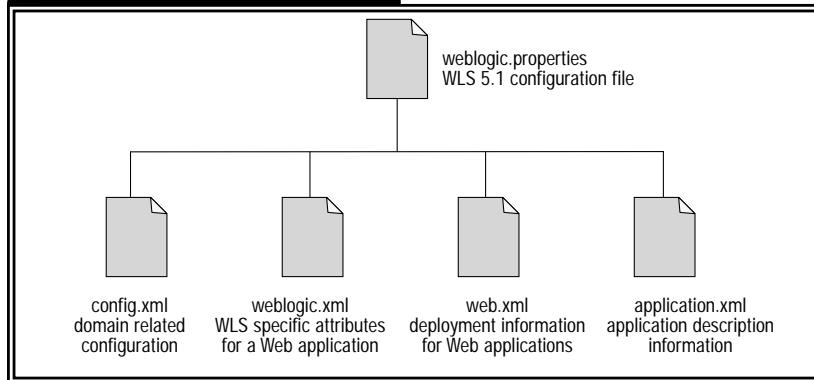 weblogic.properties
WLS 5.1 configuration file
config.xml
domain related
configuration
weblogic.xml
WLS specific attributes
for a Web application
web.xml
deployment information
for Web applications
application.xml
application description
information